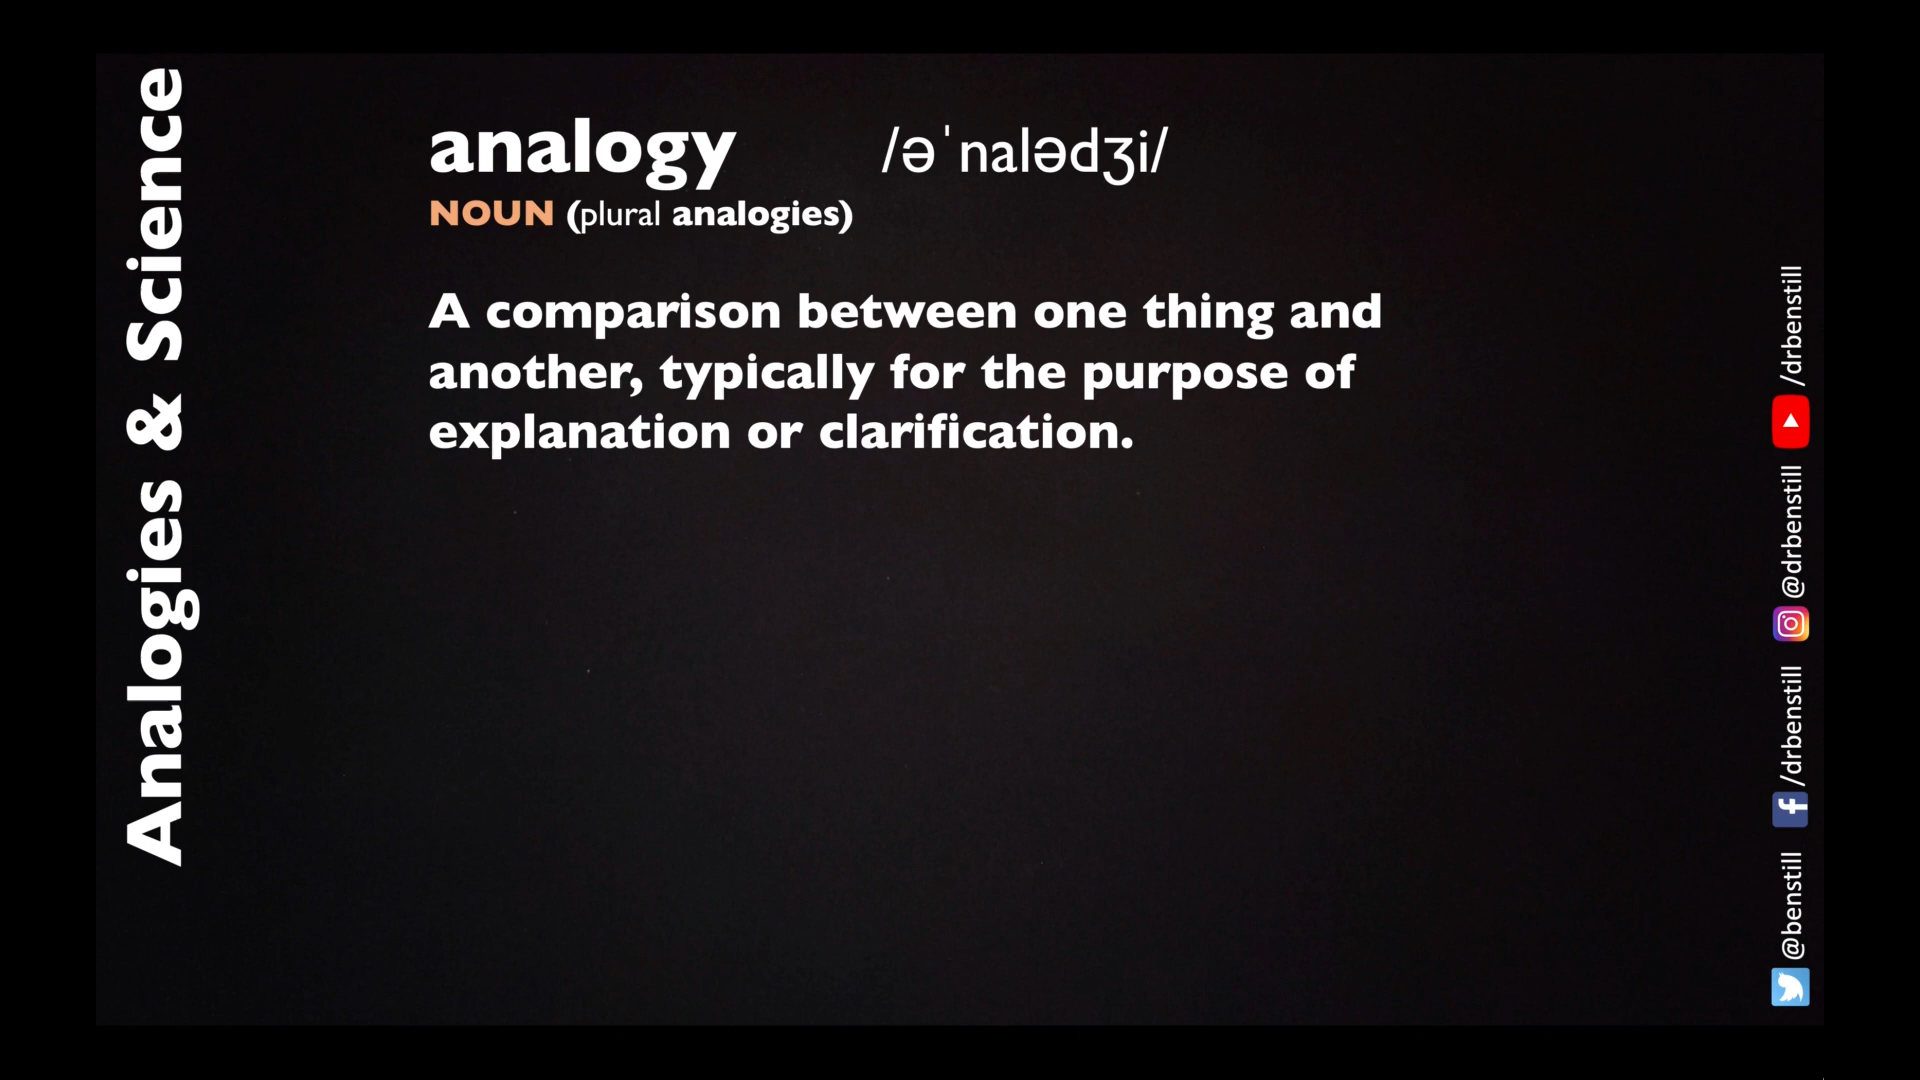 Analogies & Science
analogy /əˈnalədʒi/
NOUN (plural analogies)
A comparison between one thing and
another, typically for the purpose of
explanation or clarification.
/drbenstill
@drbenstill
/drbenstill
@benstill